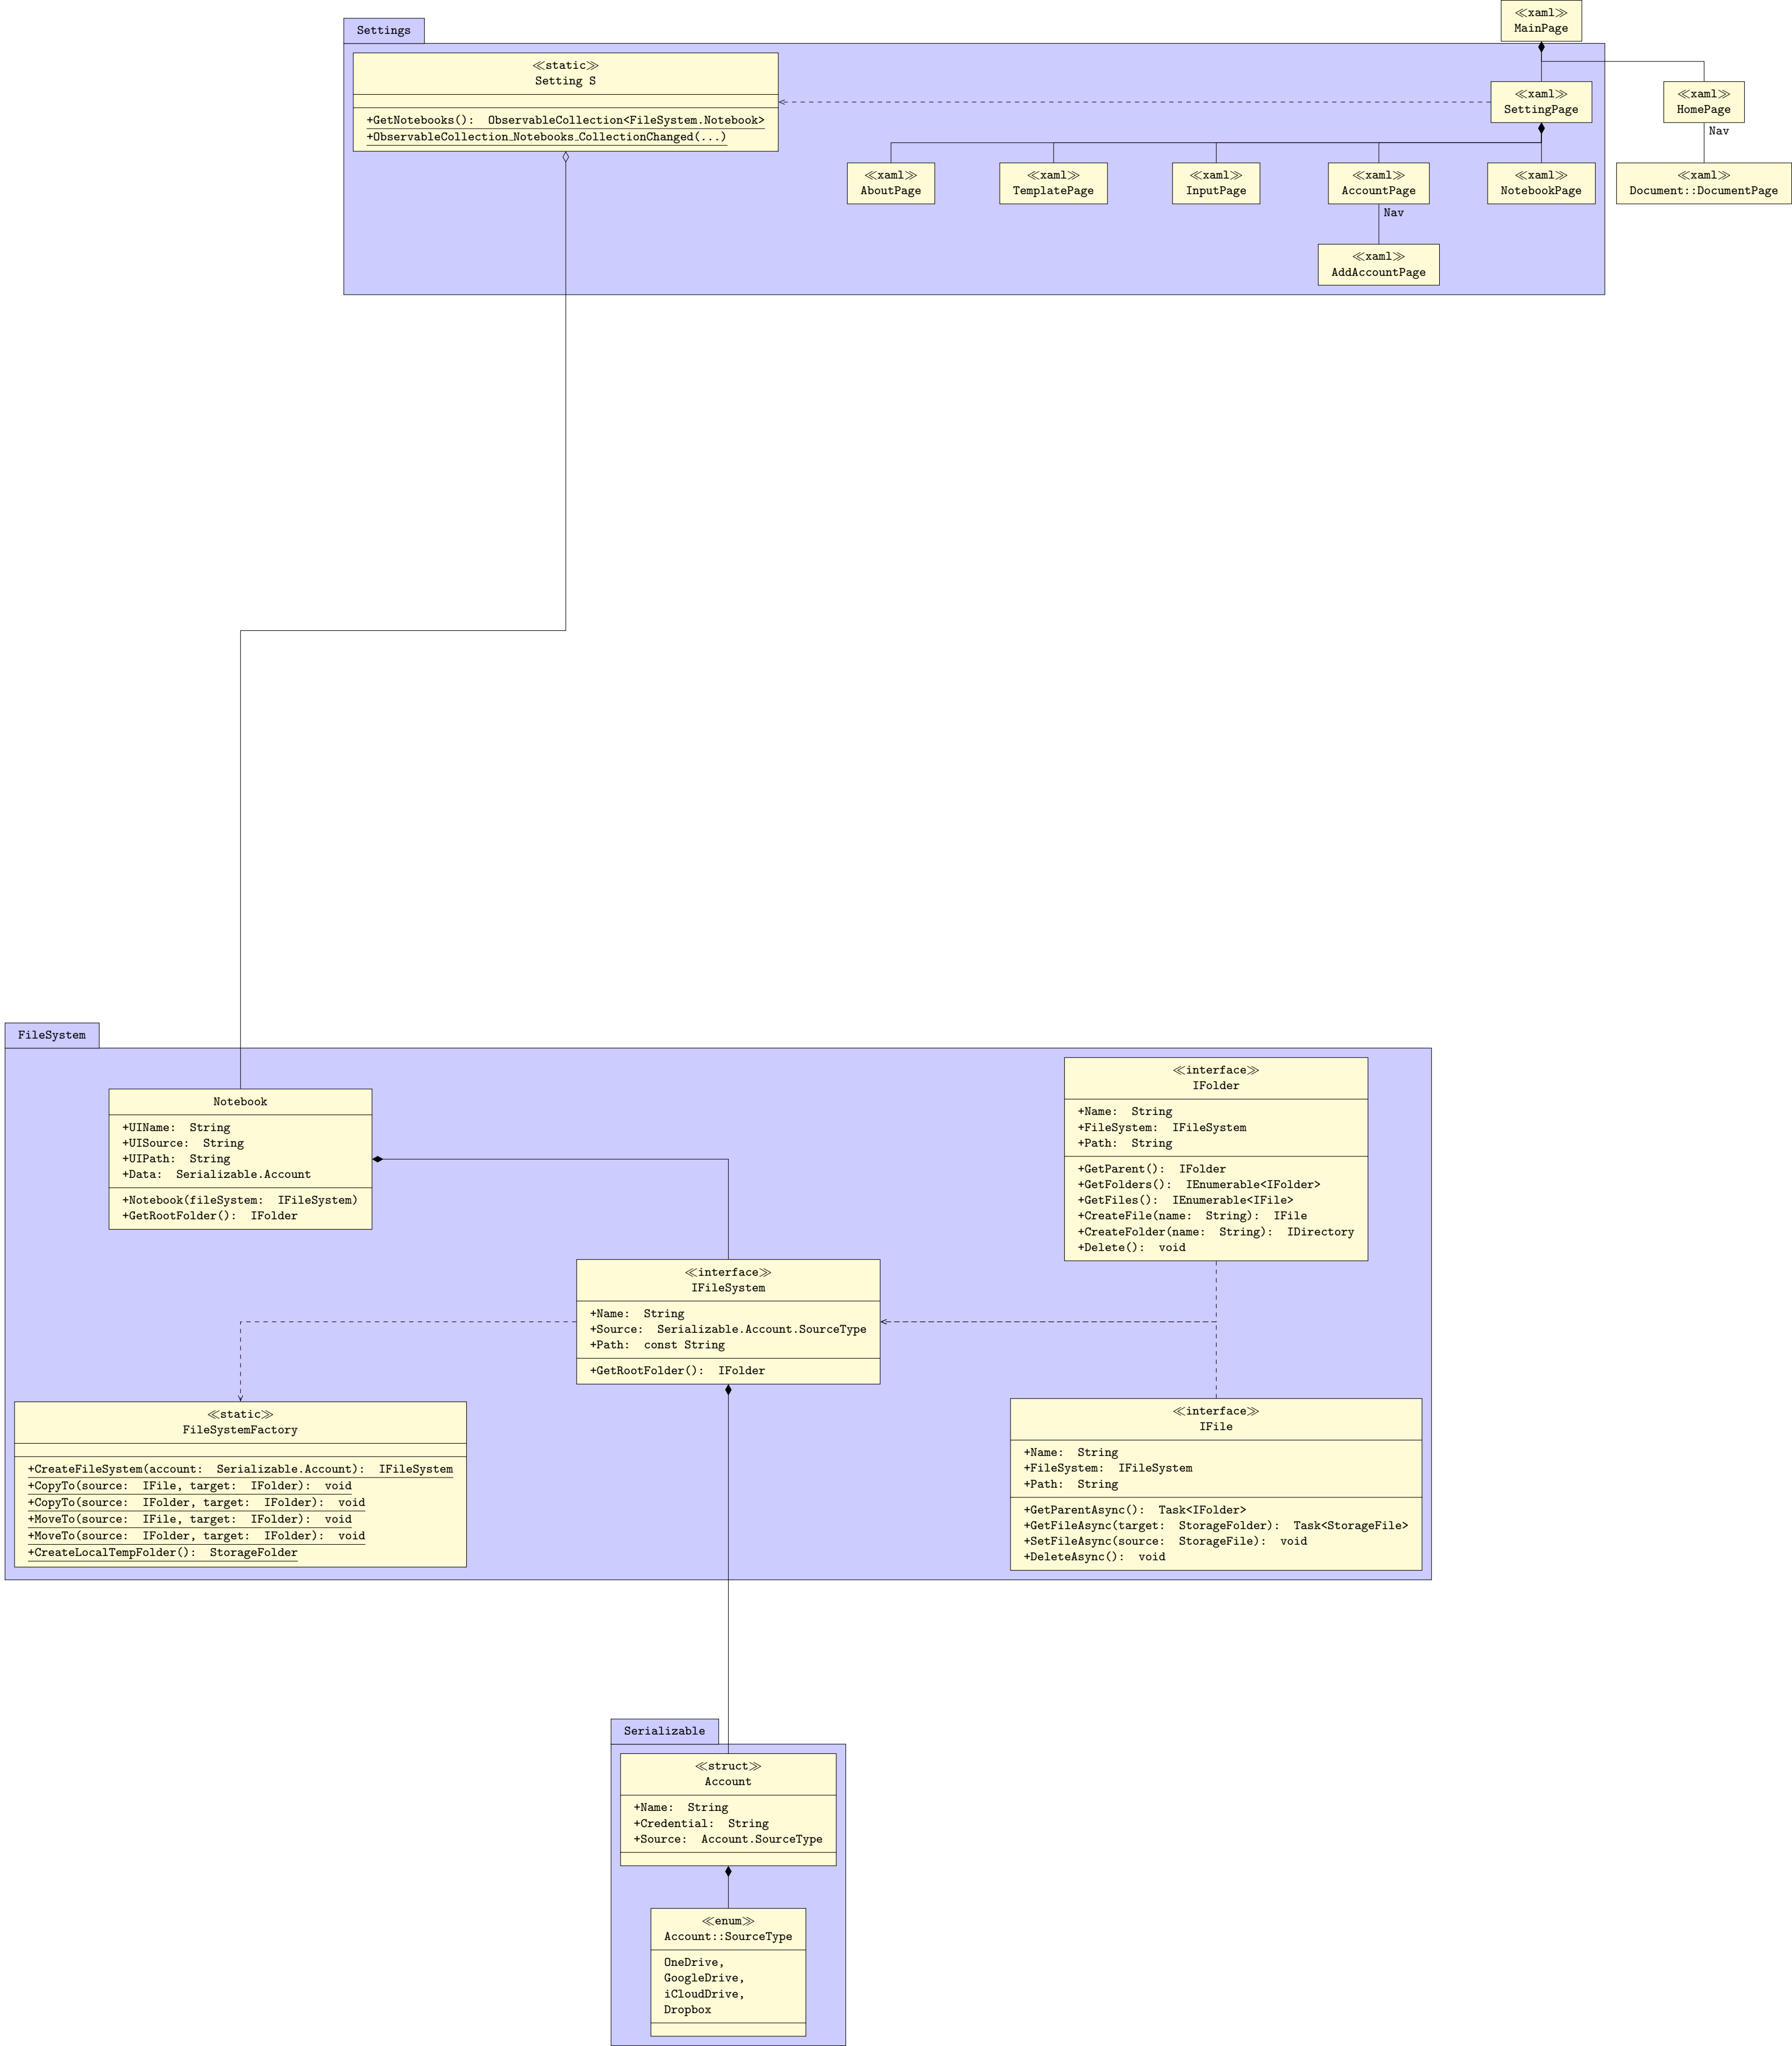 ≪xaml≫
MainPage
Settings
≪static≫
Setting S
+GetNotebooks(): ObservableCollection<FileSystem.Notebook>
+ObservableCollection_Notebooks_CollectionChanged(...)
≪xaml≫
SettingPage
≪xaml≫
HomePage
Nav
≪xaml≫
AboutPage
≪xaml≫
TemplatePage
≪xaml≫
InputPage
≪xaml≫
AccountPage
≪xaml≫
NotebookPage
≪xaml≫
Document::DocumentPage
Nav
≪xaml≫
AddAccountPage
FileSystem
Notebook
+UIName: String
+UISource: String
+UIPath: String
+Data: Serializable.Account
+Notebook(fileSystem: IFileSystem)
+GetRootFolder(): IFolder
≪interface≫
IFolder
+Name: String
+FileSystem: IFileSystem
+Path: String
+GetParent(): IFolder
+GetFolders(): IEnumerable<IFolder>
+GetFiles(): IEnumerable<IFile>
+CreateFile(name: String): IFile
+CreateFolder(name: String): IDirectory
+Delete(): void
≪interface≫
IFileSystem
+Name: String
+Source: Serializable.Account.SourceType
+Path: const String
+GetRootFolder(): IFolder
≪static≫
FileSystemFactory
+CreateFileSystem(account: Serializable.Account): IFileSystem
+CopyTo(source: IFile, target: IFolder): void
+CopyTo(source: IFolder, target: IFolder): void
+MoveTo(source: IFile, target: IFolder): void
+MoveTo(source: IFolder, target: IFolder): void
+CreateLocalTempFolder(): StorageFolder
≪interface≫
IFile
+Name: String
+FileSystem: IFileSystem
+Path: String
+GetParentAsync(): Task<IFolder>
+GetFileAsync(target: StorageFolder): Task<StorageFile>
+SetFileAsync(source: StorageFile): void
+DeleteAsync(): void
Serializable
≪struct≫
Account
+Name: String
+Credential: String
+Source: Account.SourceType
≪enum≫
Account::SourceType
OneDrive,
GoogleDrive,
iCloudDrive,
Dropbox